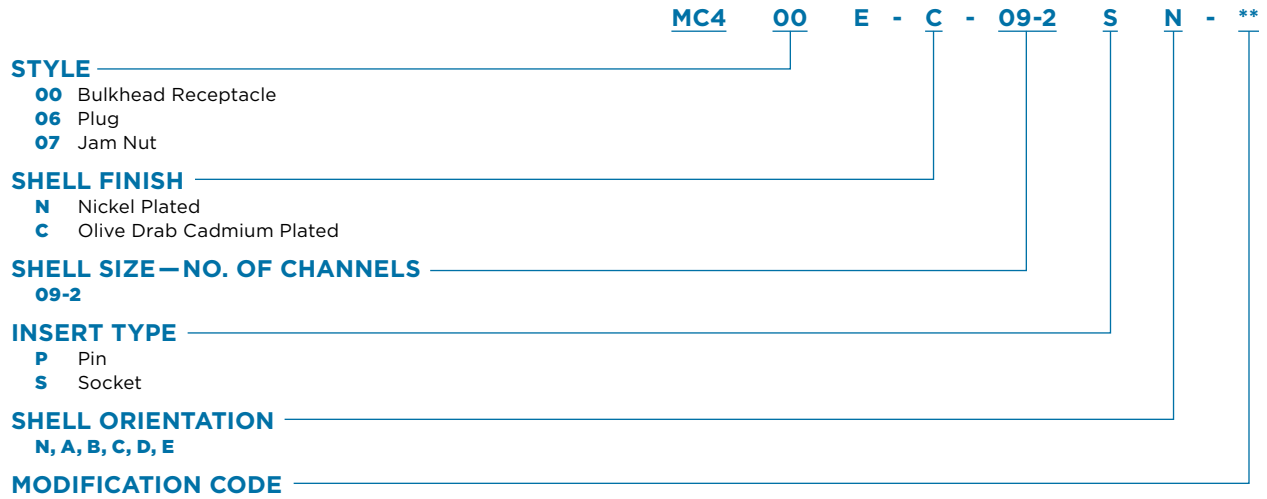 MC4 00 E - C - 09-2 S N - **
STYLE
00 Bulkhead Receptacle
06 Plug
07 Jam Nut
SHELL FINISH
N Nickel Plated
C Olive Drab Cadmium Plated
SHELL SIZE—NO. OF CHANNELS
09-2
INSERT TYPE
P Pin
S Socket
SHELL ORIENTATION
N, A, B, C, D, E
MODIFICATION CODE